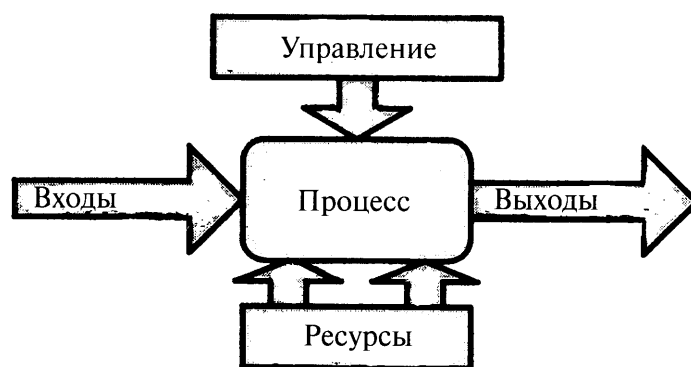 Управление
Входы
Процесс
Выходы
Ресурсы